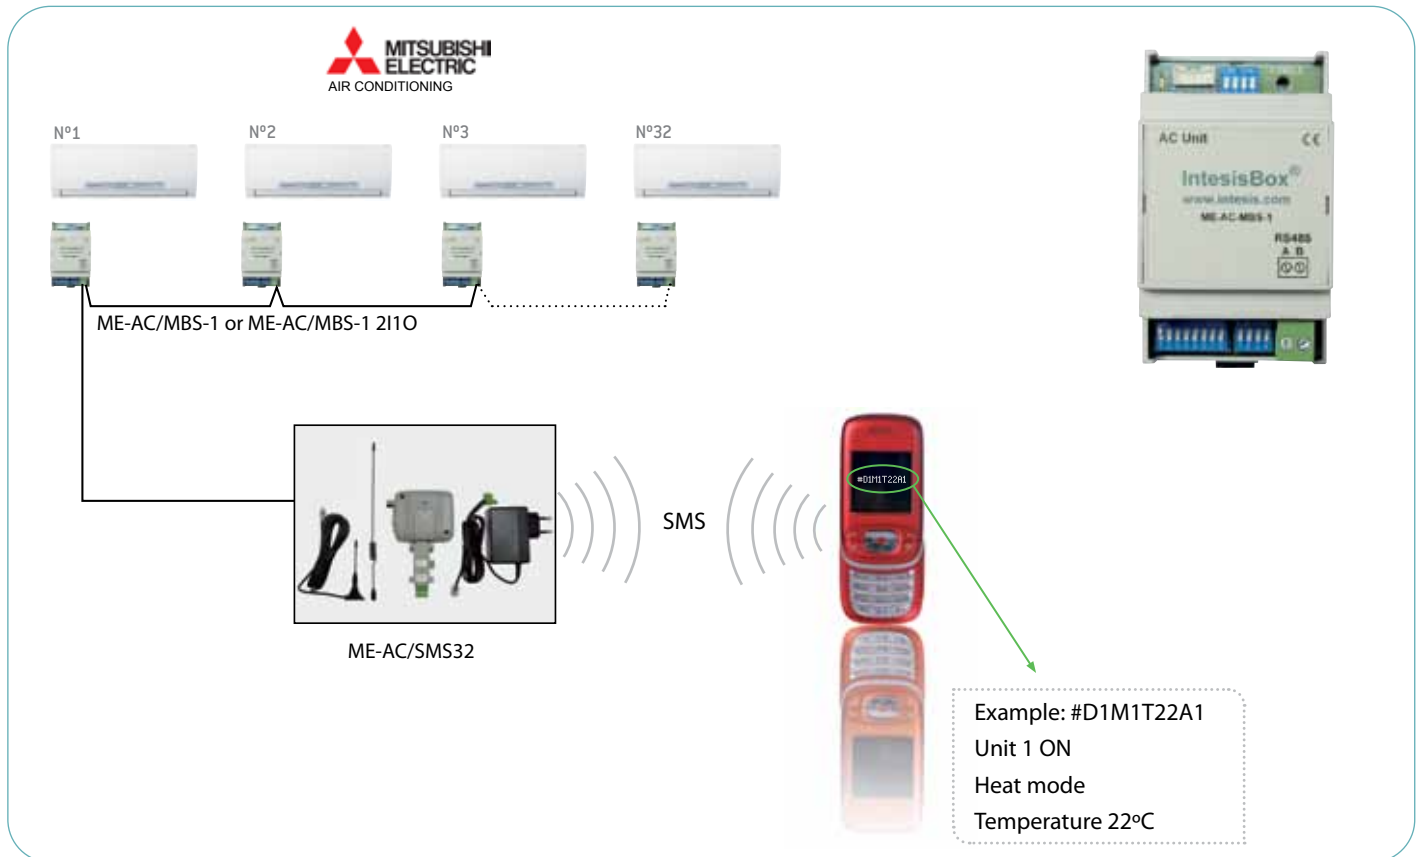 MITSUBISHI
ELECTRIC
AIR CONDITIONING
Nº1
Nº2
Nº3
Nº32
ME-AC/MBS-1 or ME-AC/MBS-1 2I1O
AC Unit
CE
IntesisBox®
www.intesis.com
ME-AC-MBS-1
RS485
A B
SMS
#D1M1T22A1
ME-AC/SMS32
Example: #D1M1T22A1
Unit 1 ON
Heat mode
Temperature 22ºC